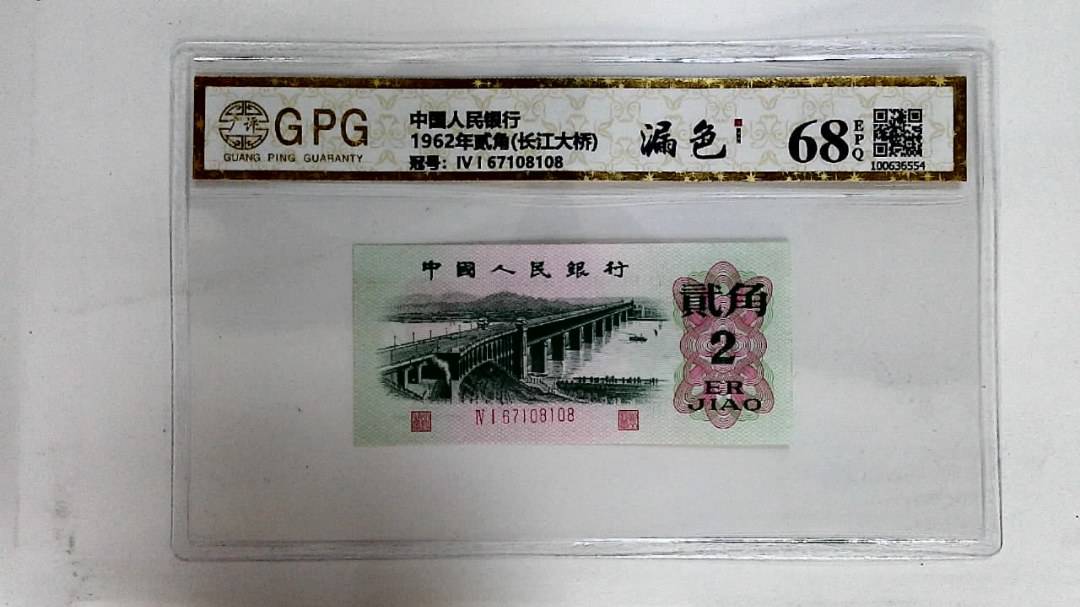 广评
GPG
GUANG PING GUARANTY
中国人民银行
1962年贰角(长江大桥)
冠号: IV I 67108108
漏色
68
EPQ
100636554
中國人民銀行
貳角
2
ER
JIAO
IV I 67108108